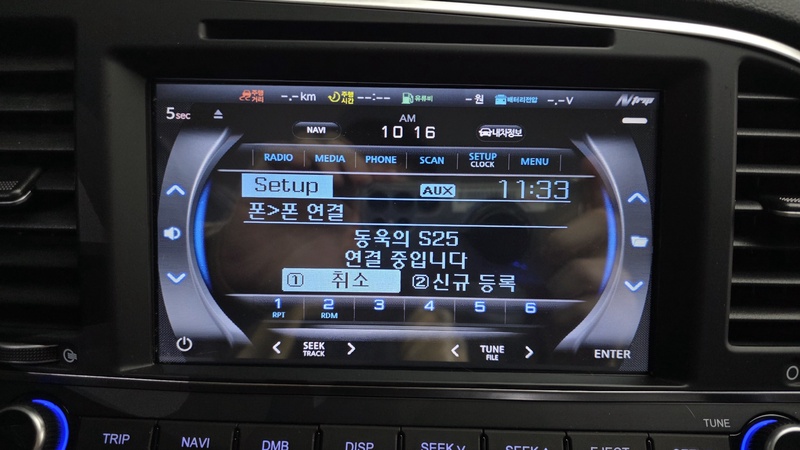 주행거리 -.-km 주행시간 --:-- 유류비 -원 배터리전압 -.-V Ntrip
5sec AM
NAVI 10 16 내차정보
RADIO MEDIA PHONE SCAN SETUP CLOCK MENU
Setup AUX 11:33
폰>폰 연결
동욱의 S25
연결 중입니다
1 취소 2 신규 등록
1 RPT 2 RDM 3 4 5 6
SEEK TRACK TUNE FILE ENTER
TUNE
TRIP NAVI DMB DISP SEEK SEEK EJECT